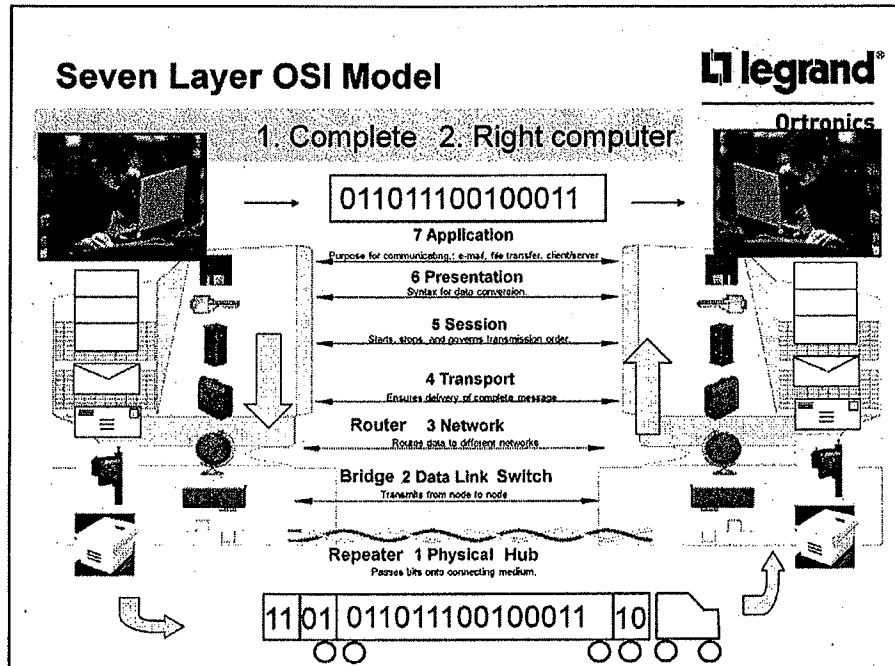 Seven Layer OSI Model
legrand®
Ortronics
1. Complete 2. Right computer
011011100100011
7 Application
Purpose for communicating,: e-mail, file transfer, client/server
6 Presentation
Syntax for data conversion.
5 Session
Starts, stops, and governs transmission order.
4 Transport
Ensures delivery of complete message
Router 3 Network
Routes data to different networks
Bridge 2 Data Link Switch
Transmits from node to node
Repeater 1 Physical Hub
Passes bits onto connecting medium.
11 01 011011100100011 10